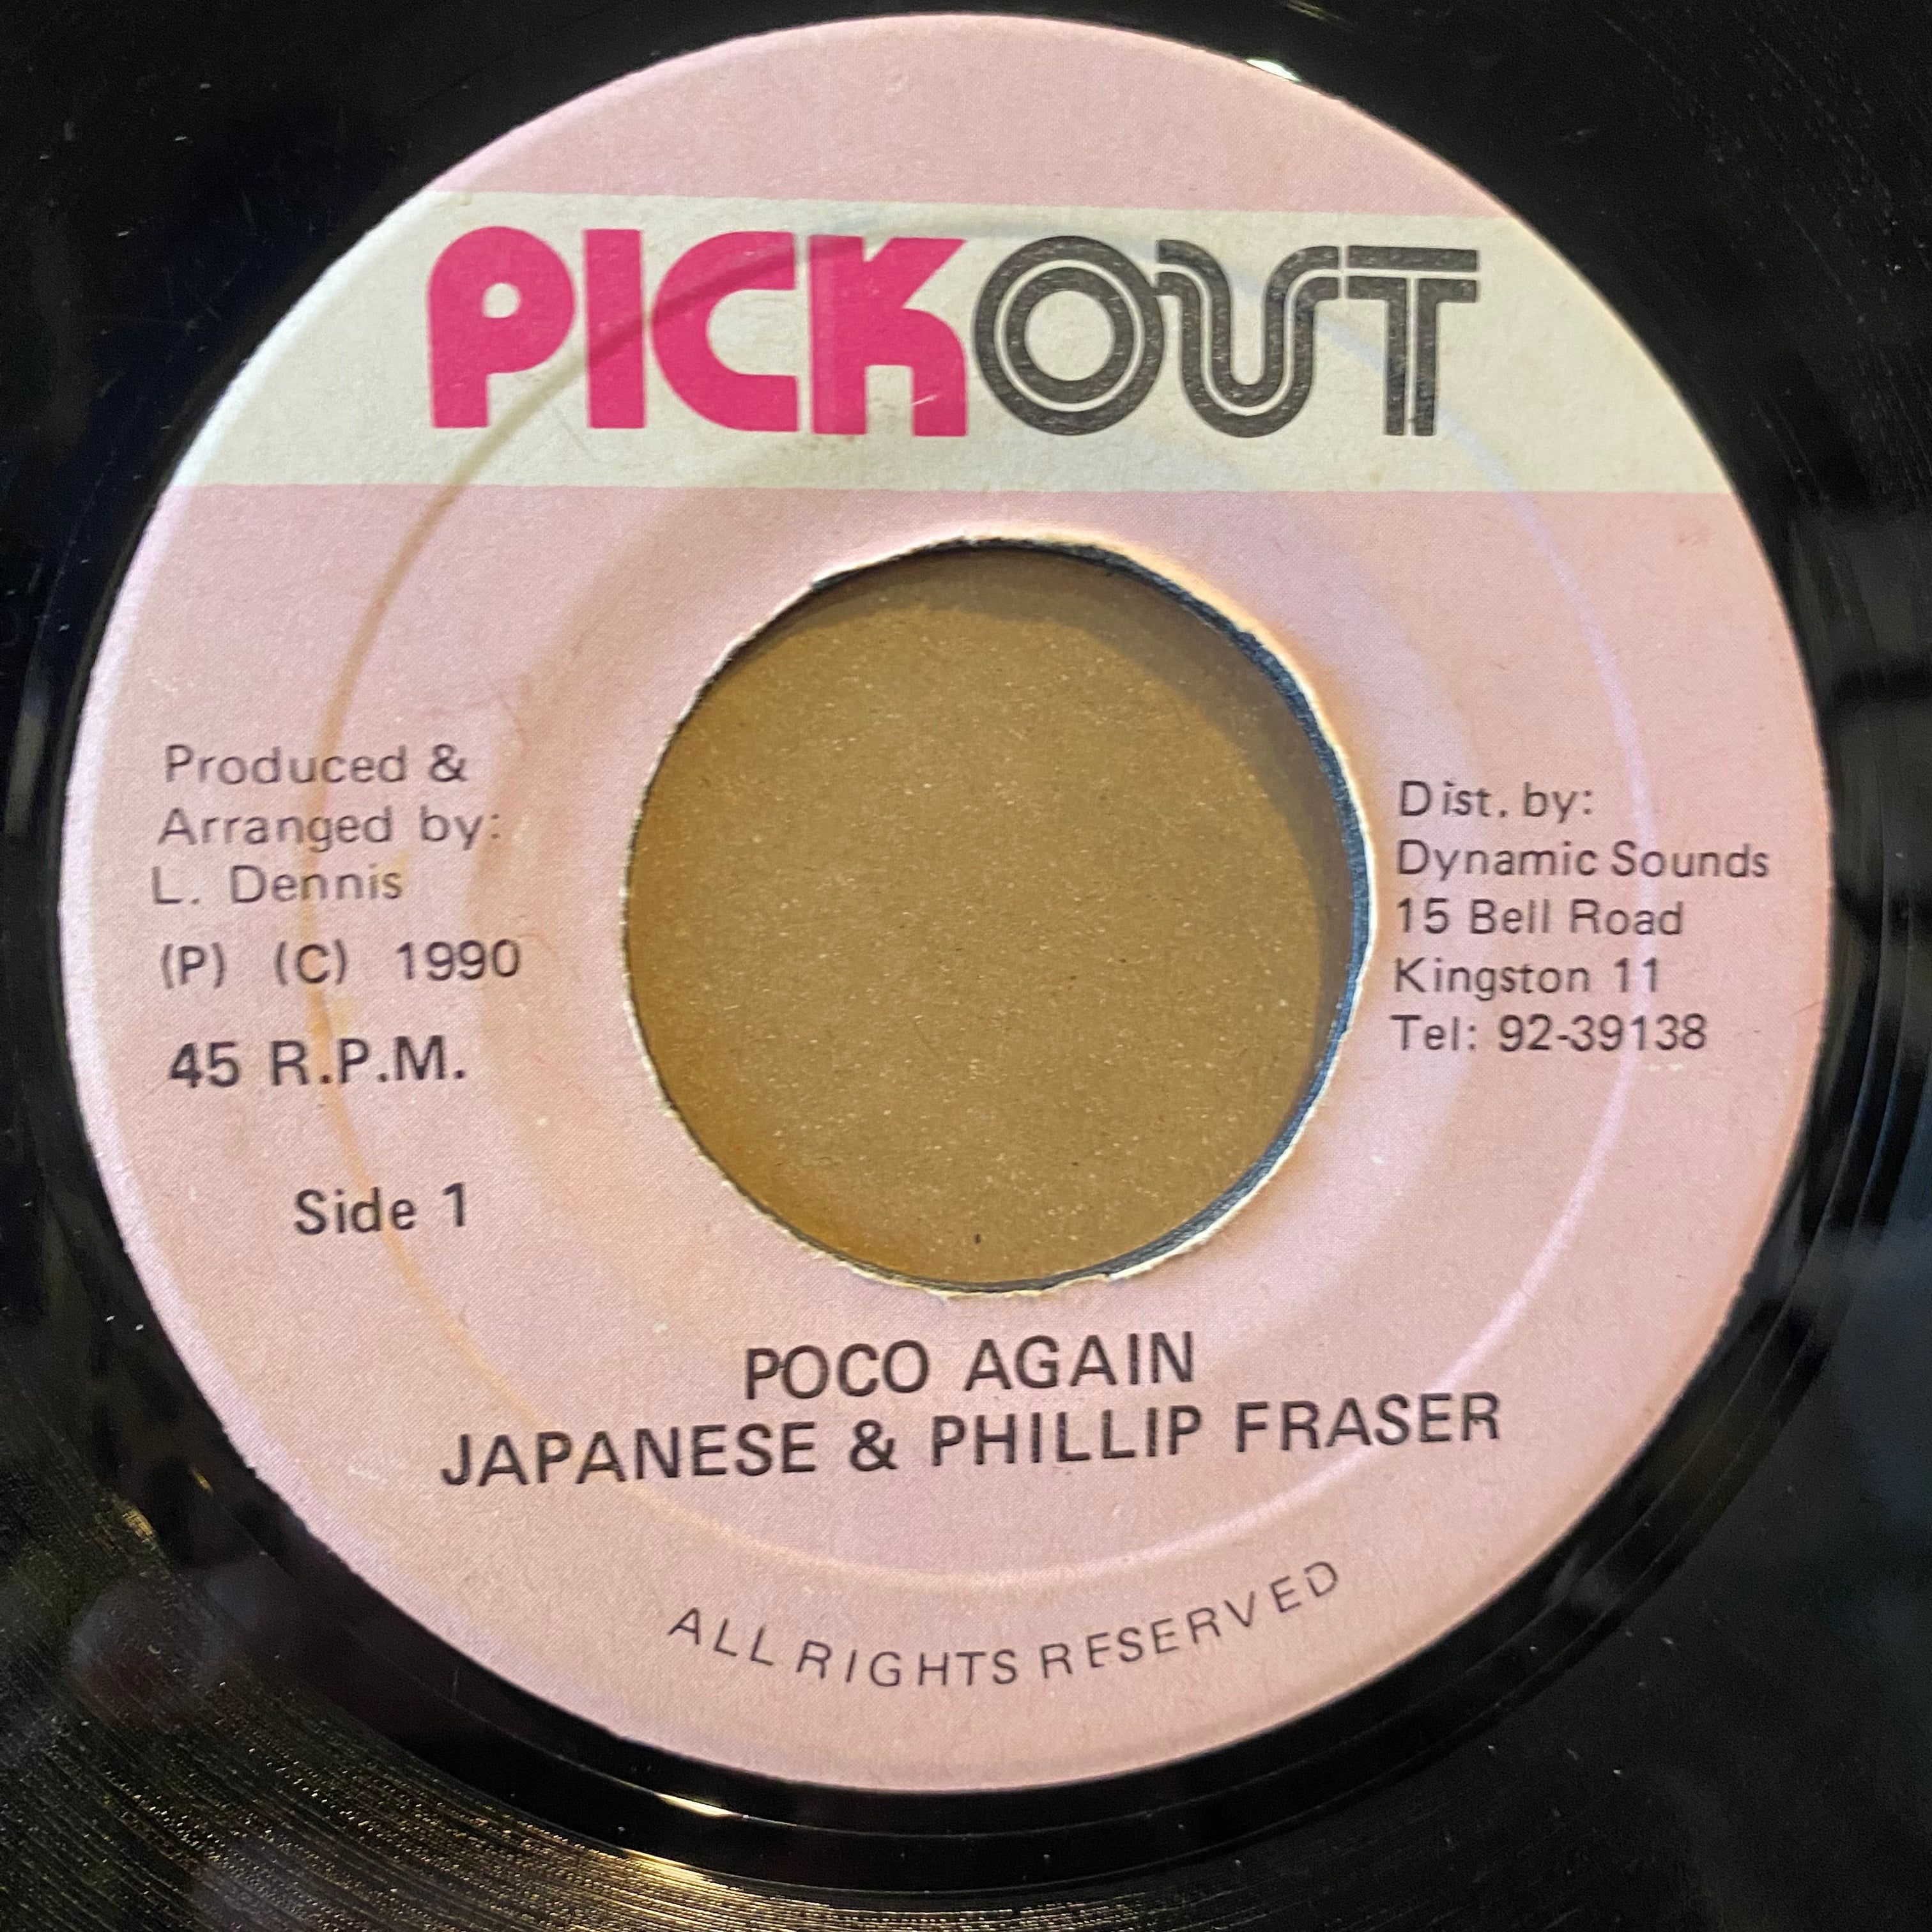 PICKOUT
Produced &
Arranged by:
L. Dennis
(P) (C) 1990
45 R.P.M.
Side 1
Dist. by:
Dynamic Sounds
15 Bell Road
Kingston 11
Tel: 92-39138
POCO AGAIN
JAPANESE & PHILLIP FRASER
ALL RIGHTS RESERVED